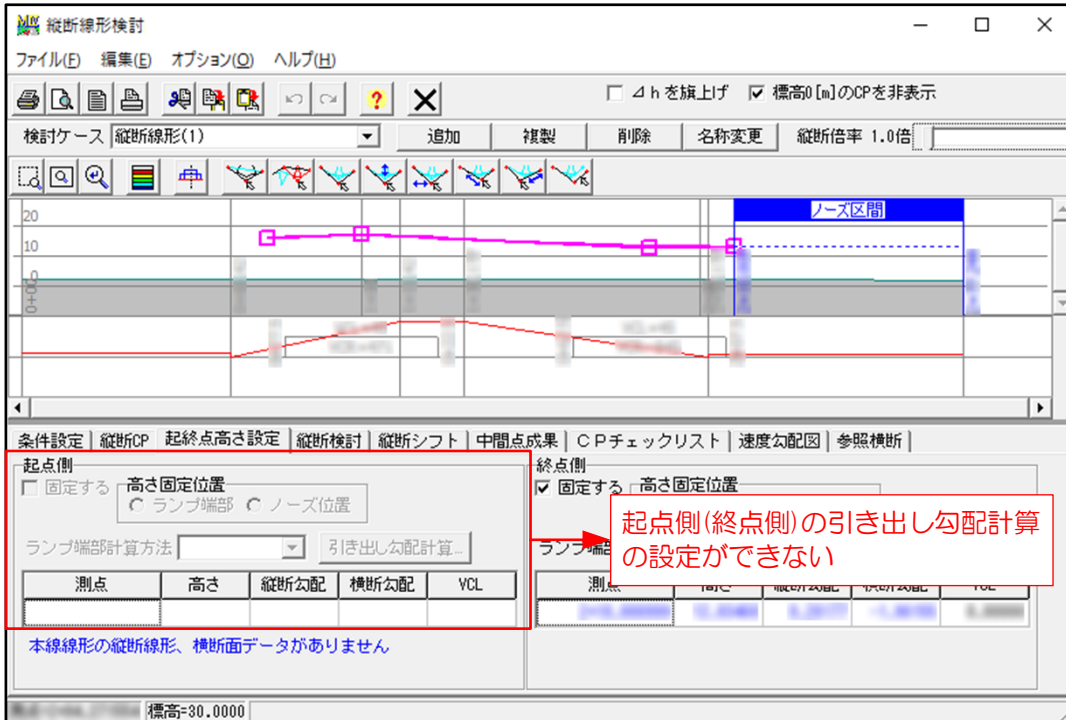 縦断線形検討
ファイル(F) 編集(E) オプション(O) ヘルプ(H)
⊿hを旗上げ 標高0[m]のCPを非表示
検討ケース 縦断線形(1) 追加 複製 削除 名称変更 縦断倍率 1.0倍
ノーズ区間
20
10
0+00
条件設定 縦断CP 起終点高さ設定 縦断検討 縦断シフト 中間点成果 CPチェックリスト 速度勾配図 参照横断
起点側
固定する 高さ固定位置
ランプ端部 ノーズ位置
ランプ端部計算方法 引き出し勾配計算...
測点 高さ 縦断勾配 横断勾配 VCL
本線線形の縦断線形、横断面データがありません
終点側
固定する 高さ固定位置
起点側(終点側)の引き出し勾配計算
の設定ができない
測点
標高=30.0000